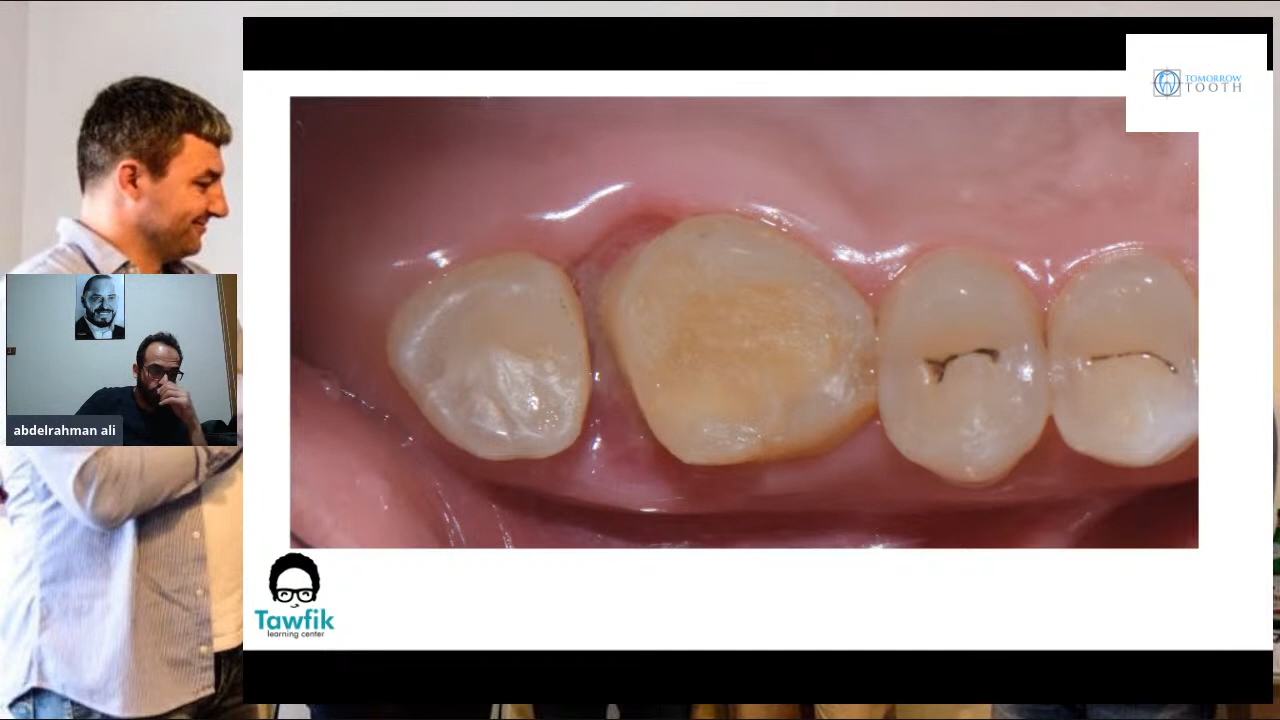 TOMORROW
TOOTH
abdelrahman ali
Tawfik
learning center